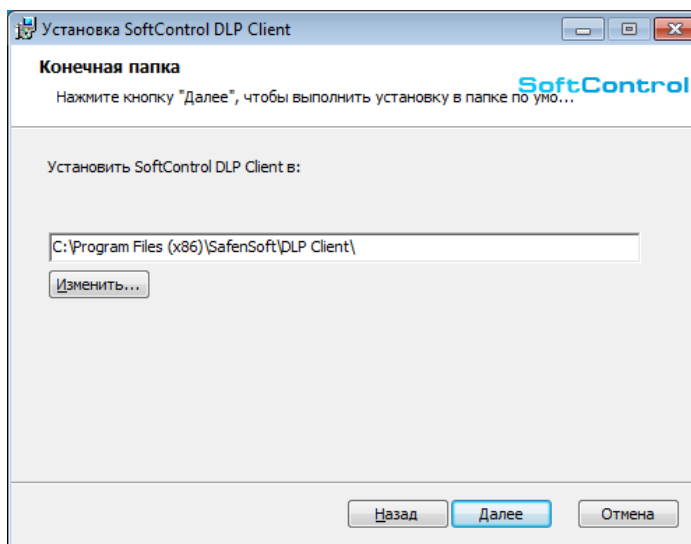 Установка SoftControl DLP Client
Конечная папка
SoftControl
Нажмите кнопку "Далее", чтобы выполнить установку в папке по умо...
Установить SoftControl DLP Client в:
C:\Program Files (x86)\SafenSoft\DLP Client\
Изменить...
Назад Далее Отмена